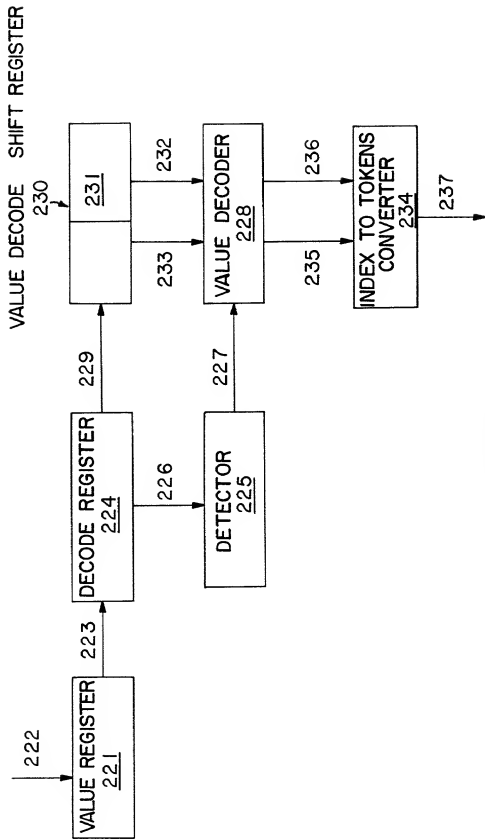 VALUE DECODE SHIFT REGISTER
230
231
232
233
229
222
VALUE REGISTER
221
223
DECODE REGISTER
224
226
DETECTOR
225
227
VALUE DECODER
228
236
235
INDEX TO TOKENS
CONVERTER
234
237